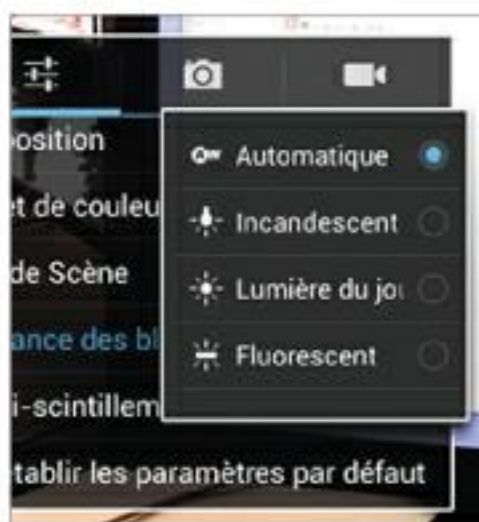 osition
et de couleu
de Scène
ance des bl
i-scintillem
établir les paramètres par défaut
Automatique
Incandescent
Lumière du jou
Fluorescent